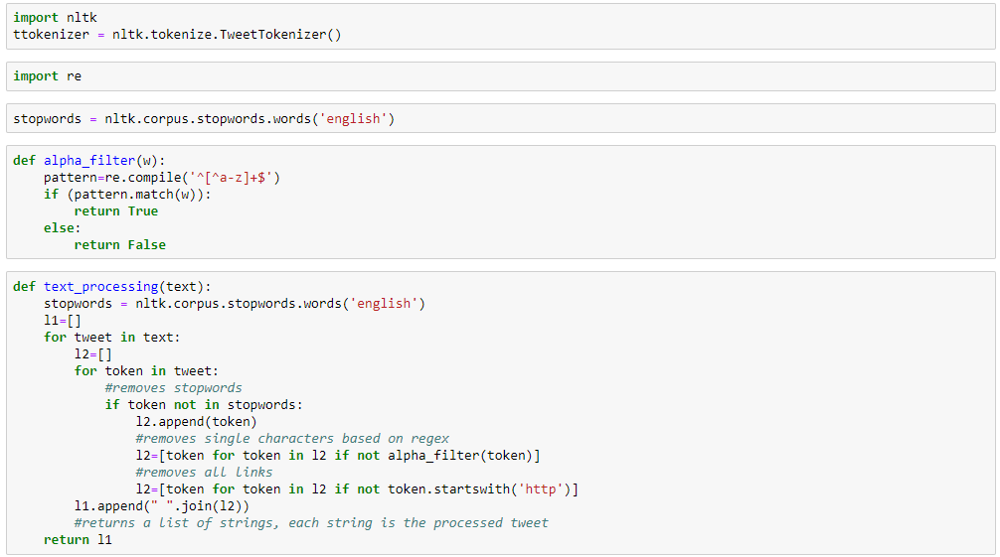 import nltk
ttokenizer = nltk.tokenize.TweetTokenizer()
import re
stopwords = nltk.corpus.stopwords.words('english')
def alpha_filter(w):
    pattern=re.compile('^[^a-z]+$')
    if (pattern.match(w)):
        return True
    else:
        return False
def text_processing(text):
    stopwords = nltk.corpus.stopwords.words('english')
    l1=[]
    for tweet in text:
        l2=[]
        for token in tweet:
            #removes stopwords
            if token not in stopwords:
                l2.append(token)
                #removes single characters based on regex
                l2=[token for token in l2 if not alpha_filter(token)]
                #removes all links
                l2=[token for token in l2 if not token.startswith('http')]
        l1.append(" ".join(l2))
        #returns a list of strings, each string is the processed tweet
    return l1